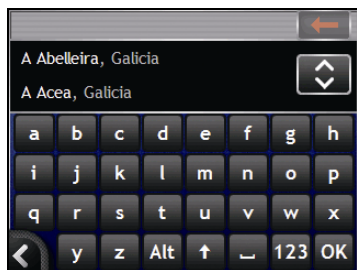 A Abelleira, Galicia
A Acea, Galicia
a b c d e f g h
i j k l m n o p
q r s t u v w x
y z Alt 123 OK